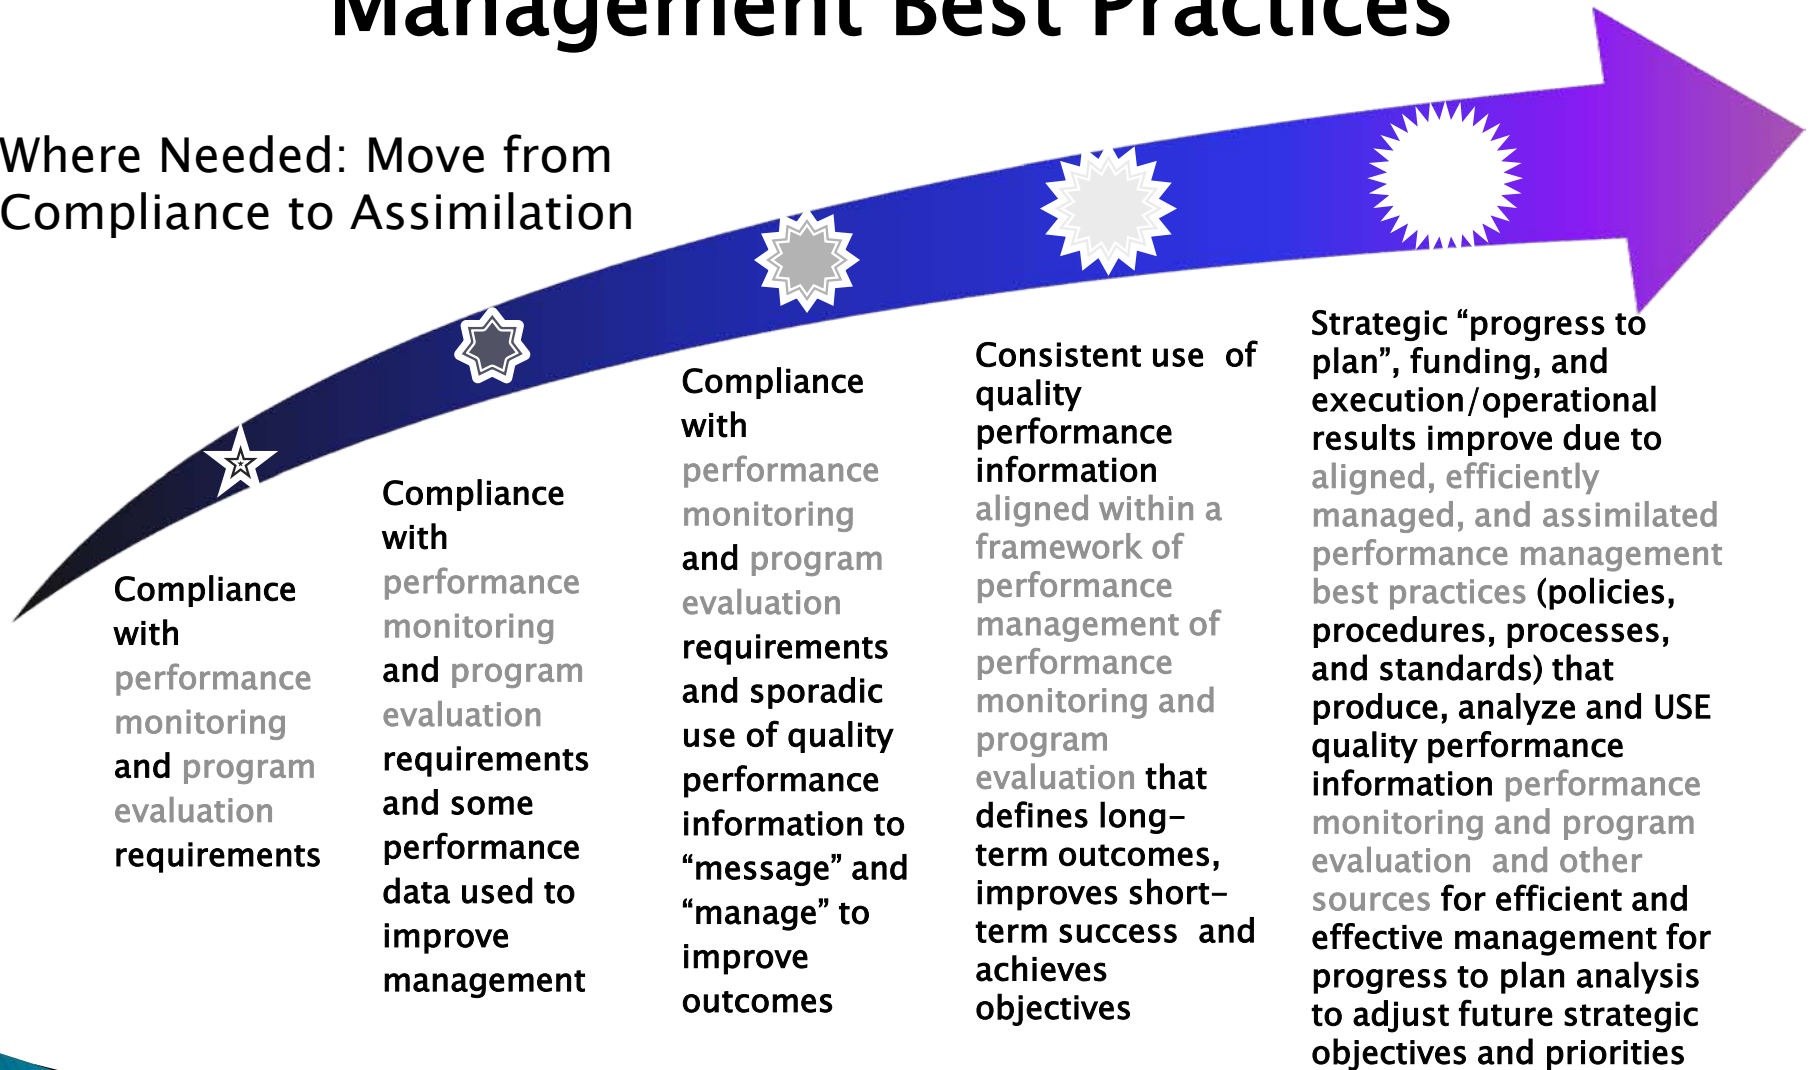 Management Best Practices
Where Needed: Move from
Compliance to Assimilation
Compliance
with
performance
monitoring
and program
evaluation
requirements
Compliance
with
performance
monitoring
and program
evaluation
requirements
and some
performance
data used to
improve
management
Compliance
with
performance
monitoring
and program
evaluation
requirements
and sporadic
use of quality
performance
information to
“message” and
“manage” to
improve
outcomes
Consistent use  of
quality
performance
information
aligned within a
framework of
performance
management of
performance
monitoring and
program
evaluation that
defines long-
term outcomes,
improves short-
term success  and
achieves
objectives
Strategic “progress to
plan”, funding, and
execution/operational
results improve due to
aligned, efficiently
managed, and assimilated
performance management
best practices (policies,
procedures, processes,
and standards) that
produce, analyze and USE
quality performance
information performance
monitoring and program
evaluation  and other
sources for efficient and
effective management for
progress to plan analysis
to adjust future strategic
objectives and priorities